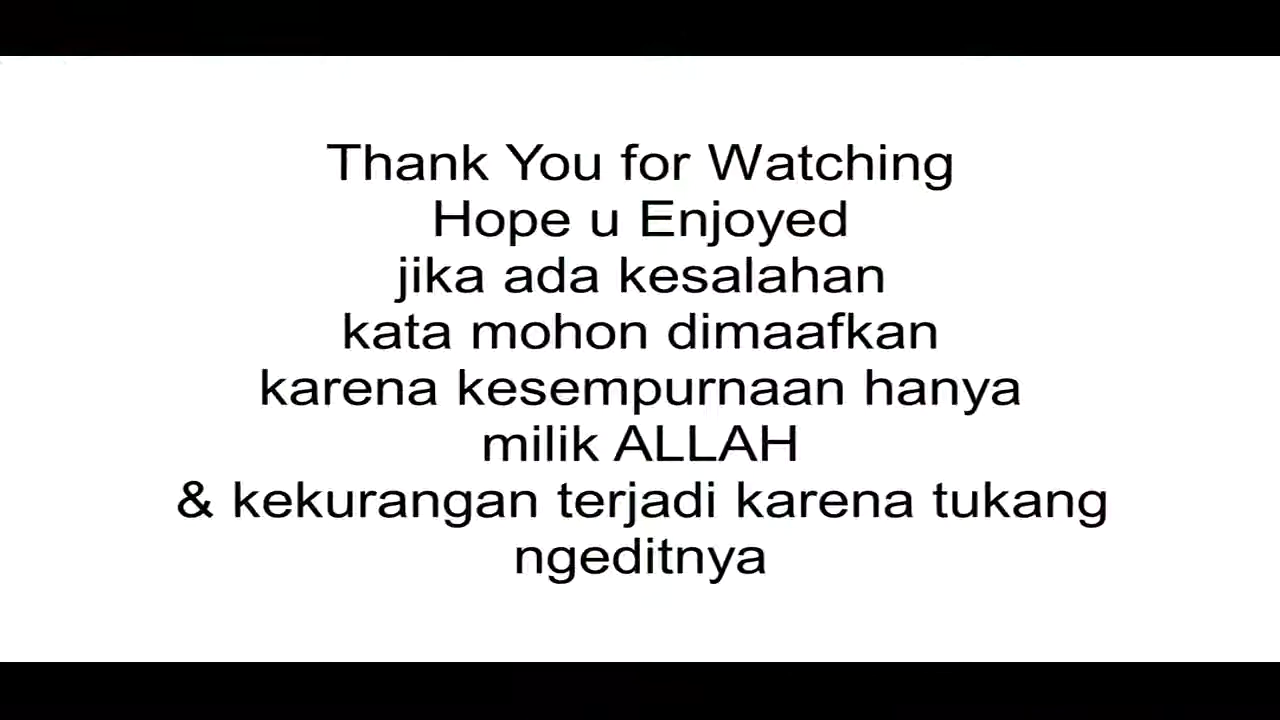 Thank You for Watching
Hope u Enjoyed
jika ada kesalahan
kata mohon dimaafkan
karena kesempurnaan hanya
milik ALLAH
& kekurangan terjadi karena tukang
ngeditnya